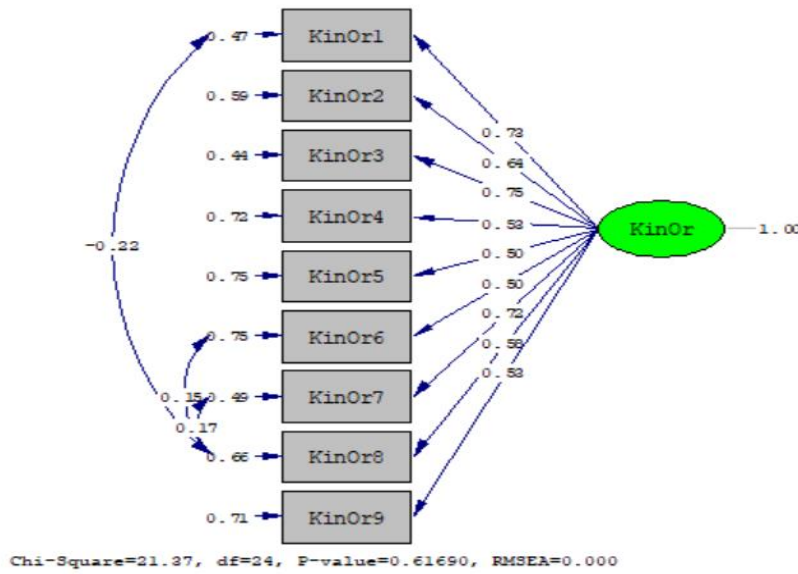 0.47 KinOr1
0.59 KinOr2
0.73
0.44 KinOr3
0.64
0.75
0.72 KinOr4
0.53
KinOr 1.00
-0.22
0.50
0.75 KinOr5
0.50
0.72
0.75 KinOr6
0.58
0.53
0.15 0.49 KinOr7
0.17
0.66 KinOr8
0.71 KinOr9
Chi-Square=21.37, df=24, P-value=0.61690, RMSEA=0.000